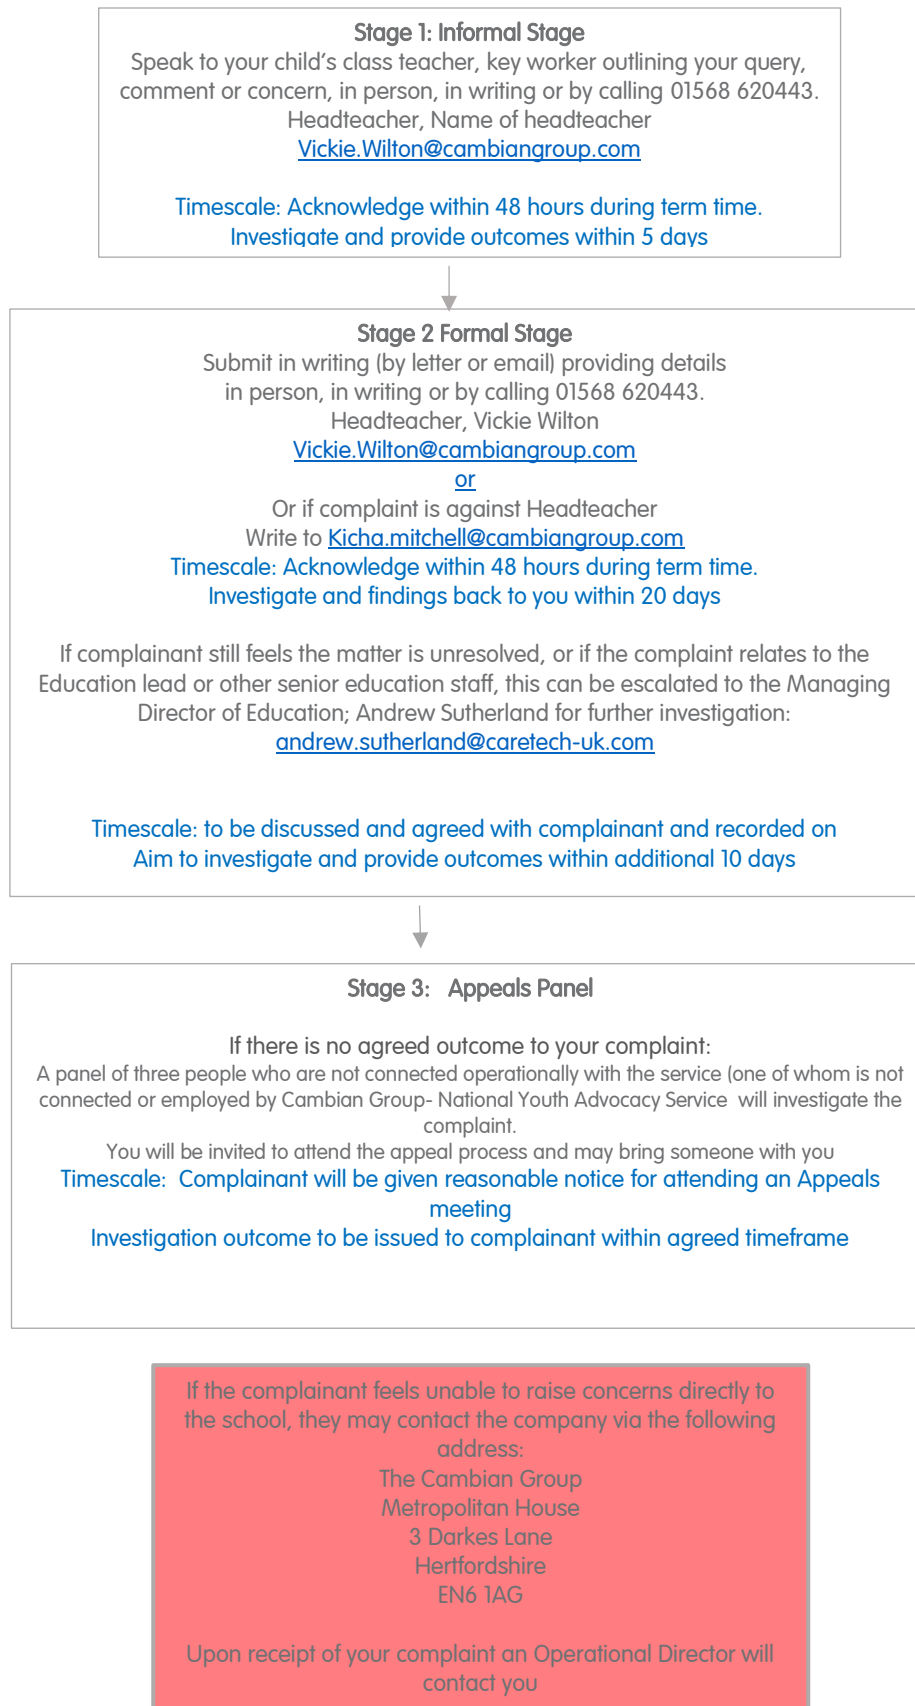 Stage 1: Informal Stage
Speak to your child's class teacher, key worker outlining your query,
comment or concern, in person, in writing or by calling 01568 620443.
Headteacher, Name of headteacher
Vickie.Wilton@cambiangroup.com
Timescale: Acknowledge within 48 hours during term time.
Investigate and provide outcomes within 5 days
Stage 2 Formal Stage
Submit in writing (by letter or email) providing details
in person, in writing or by calling 01568 620443.
Headteacher, Vickie Wilton
Vickie.Wilton@cambiangroup.com
or
Or if complaint is against Headteacher
Write to Kicha.mitchell@cambiangroup.com
Timescale: Acknowledge within 48 hours during term time.
Investigate and findings back to you within 20 days
If complainant still feels the matter is unresolved, or if the complaint relates to the
Education lead or other senior education staff, this can be escalated to the Managing
Director of Education; Andrew Sutherland for further investigation:
andrew.sutherland@caretech-uk.com
Timescale: to be discussed and agreed with complainant and recorded on
Aim to investigate and provide outcomes within additional 10 days
Stage 3: Appeals Panel
If there is no agreed outcome to your complaint:
A panel of three people who are not connected operationally with the service (one of whom is not
connected or employed by Cambian Group- National Youth Advocacy Service will investigate the
complaint.
You will be invited to attend the appeal process and may bring someone with you
Timescale: Complainant will be given reasonable notice for attending an Appeals
meeting
Investigation outcome to be issued to complainant within agreed timeframe
If the complainant feels unable to raise concerns directly to
the school, they may contact the company via the following
address:
The Cambian Group
Metropolitan House
3 Darkes Lane
Hertfordshire
EN6 1AG
Upon receipt of your complaint an Operational Director will
contact you